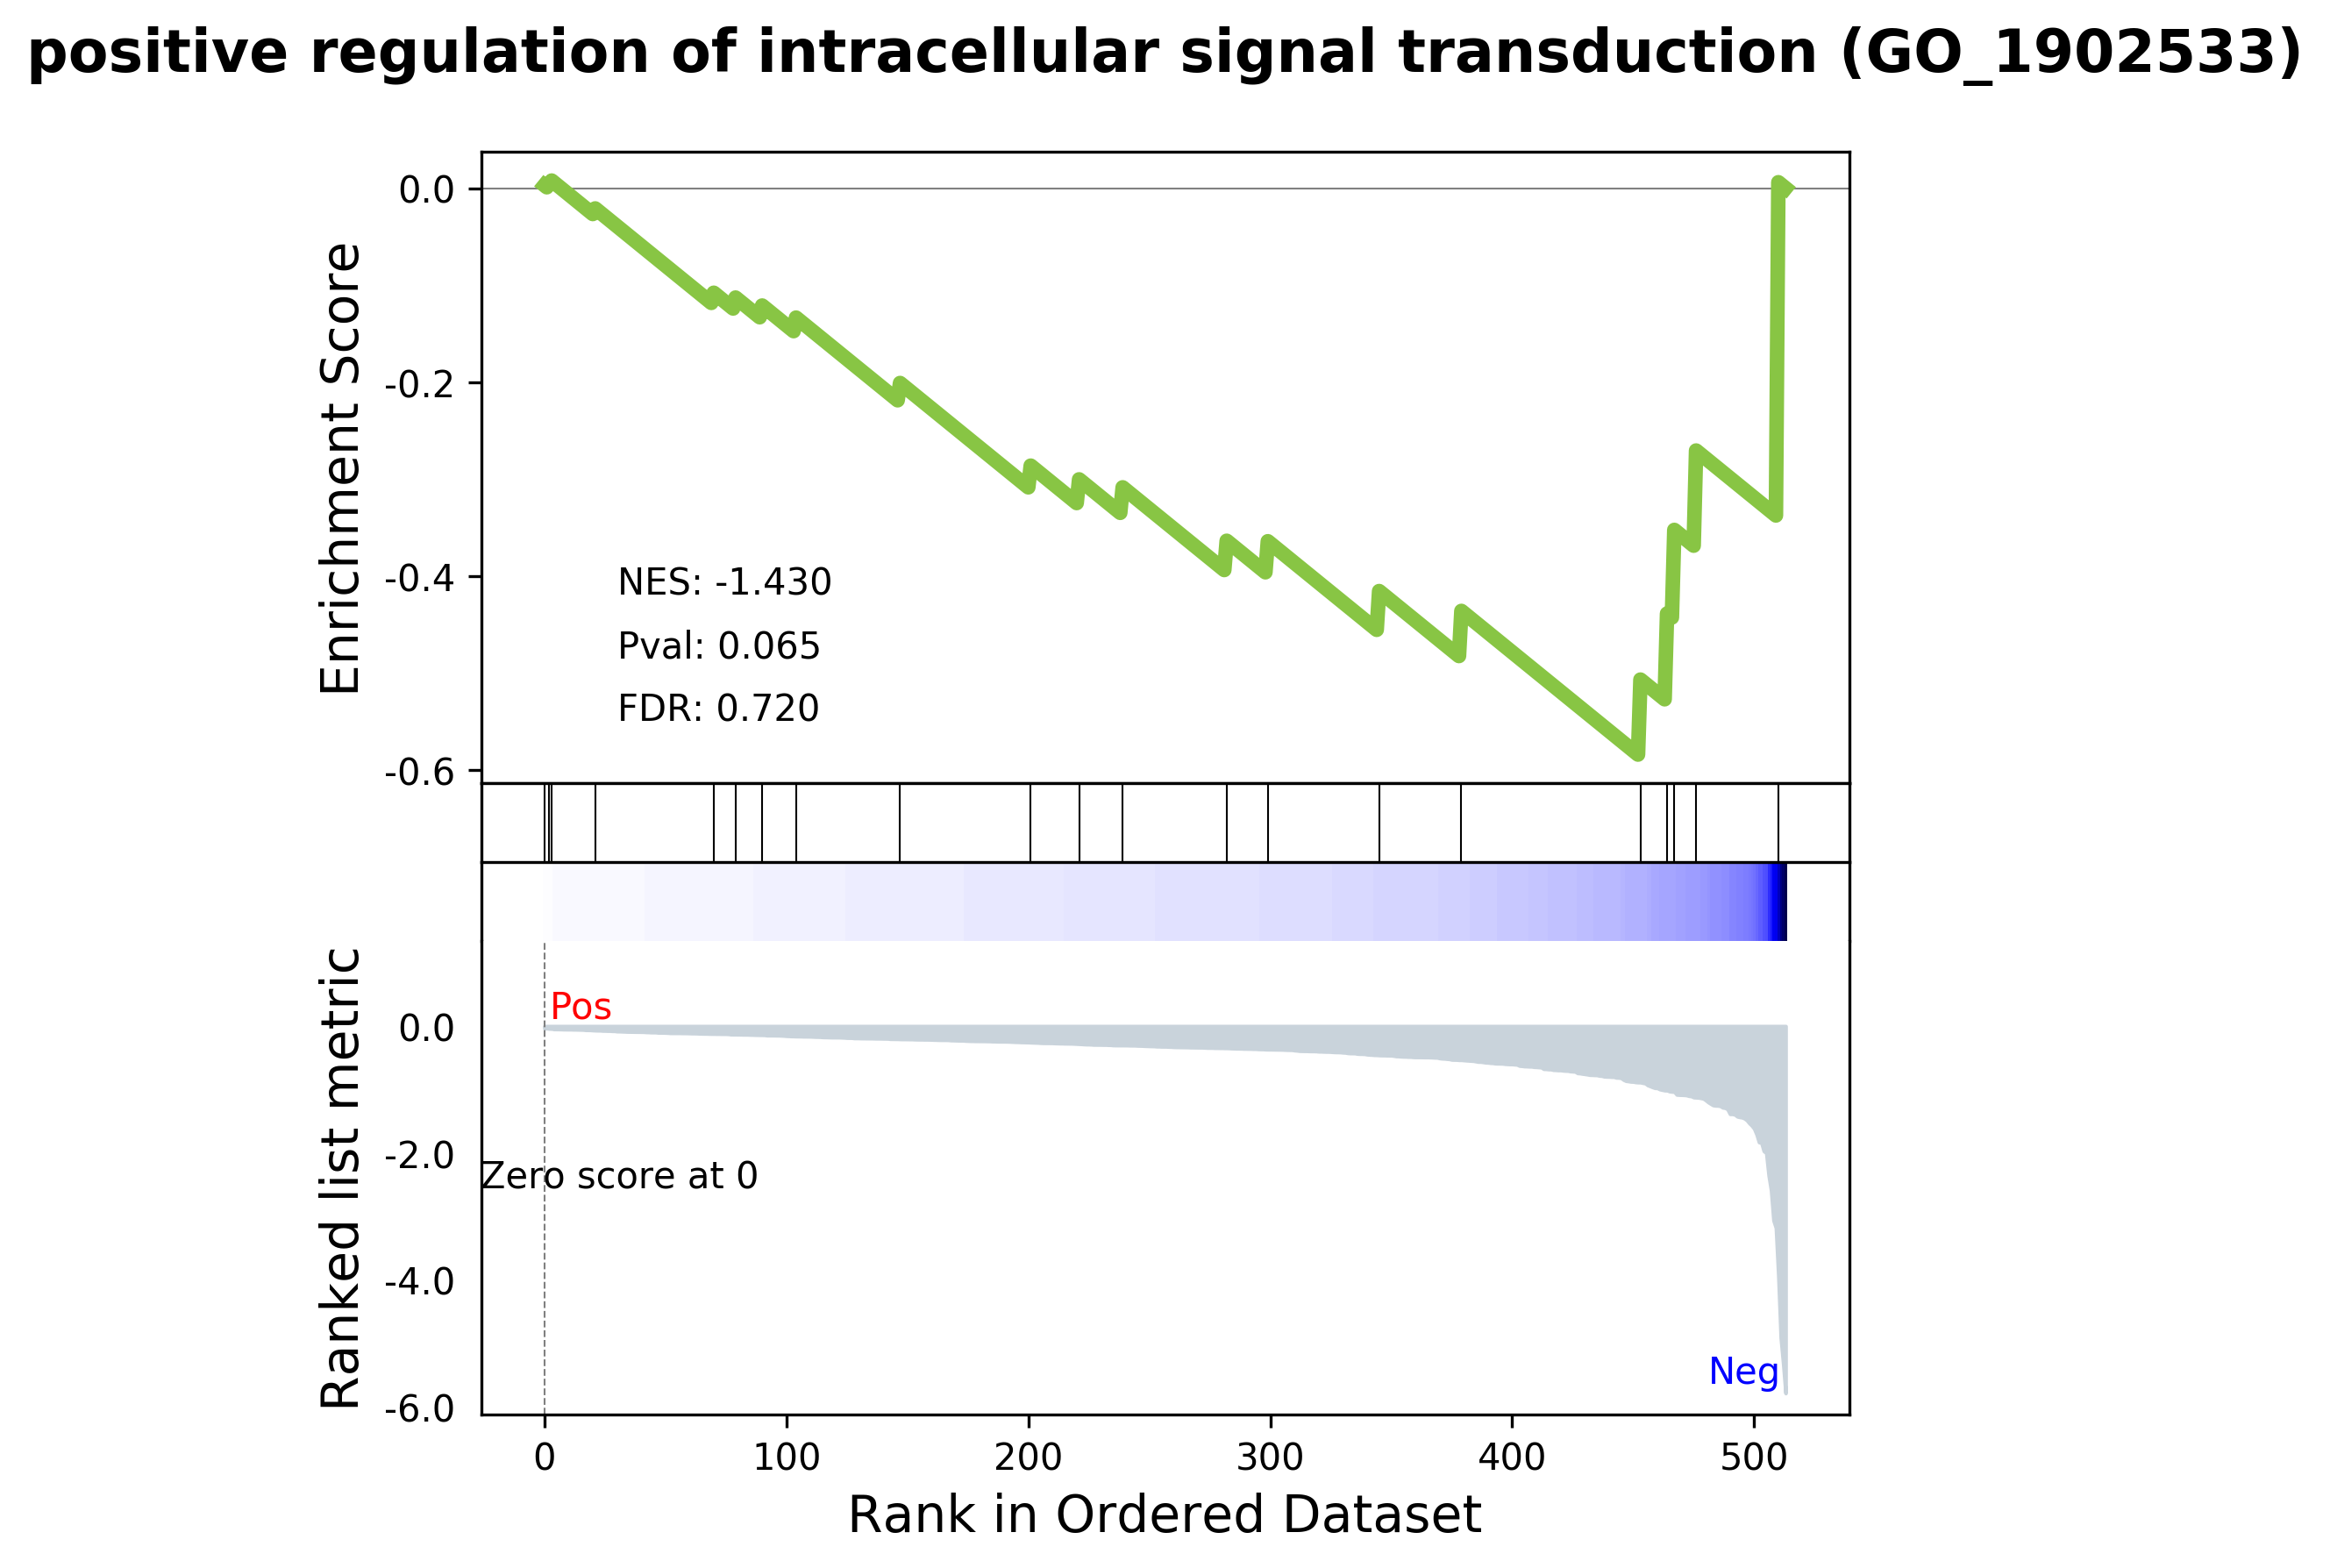 positive regulation of intracellular signal transduction (GO_1902533)
Enrichment Score
0.0
-0.2
-0.4
-0.6
NES: -1.430
Pval: 0.065
FDR: 0.720
Ranked list metric
0.0
-2.0
-4.0
-6.0
Pos
Zero score at 0
Neg
0 100 200 300 400 500
Rank in Ordered Dataset